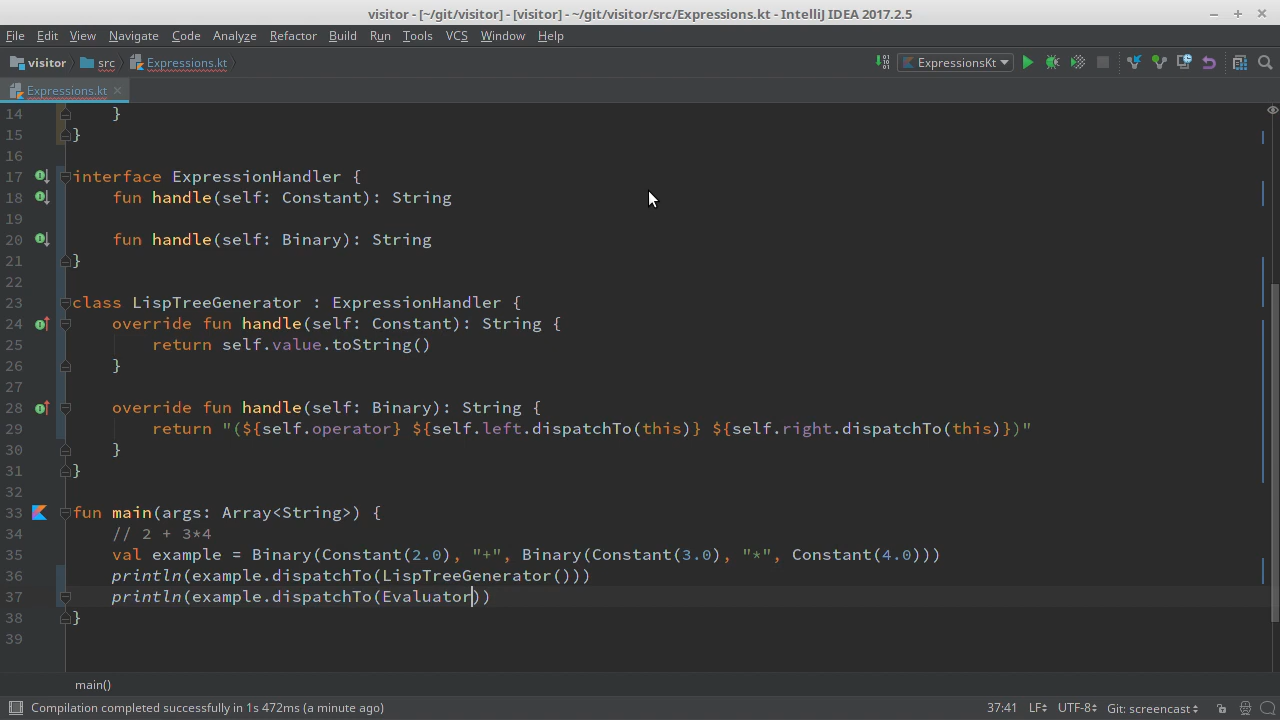 visitor - [~/git/visitor] - [visitor] - ~/git/visitor/src/Expressions.kt - IntelliJ IDEA 2017.2.5
File Edit View Navigate Code Analyze Refactor Build Run Tools VCS Window Help
visitor src Expressions.kt ExpressionsKt
Expressions.kt
14 }
15 }
16
17 interface ExpressionHandler {
18 fun handle(self: Constant): String
19
20 fun handle(self: Binary): String
21 }
22
23 class LispTreeGenerator : ExpressionHandler {
24 override fun handle(self: Constant): String {
25 return self.value.toString()
26 }
27
28 override fun handle(self: Binary): String {
29 return "(${self.operator} ${self.left.dispatchTo(this)} ${self.right.dispatchTo(this)})"
30 }
31 }
32
33 fun main(args: Array<String>) {
34 // 2 + 3*4
35 val example = Binary(Constant(2.0), "+", Binary(Constant(3.0), "*", Constant(4.0)))
36 println(example.dispatchTo(LispTreeGenerator()))
37 println(example.dispatchTo(Evaluator))
38 }
39
main()
Compilation completed successfully in 1s 472ms (a minute ago) 37:41 LF UTF-8 Git: screencast